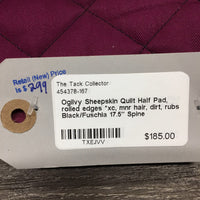 Retail (New) Price
is $299
The Tack Collector
454378-167
Ogilvy Sheepskin Quilt Half Pad,
rolled edges *xc, mnr hair, dirt, rubs
Black/Fuschia 17.5" Spine
$185.00
TXEJVV